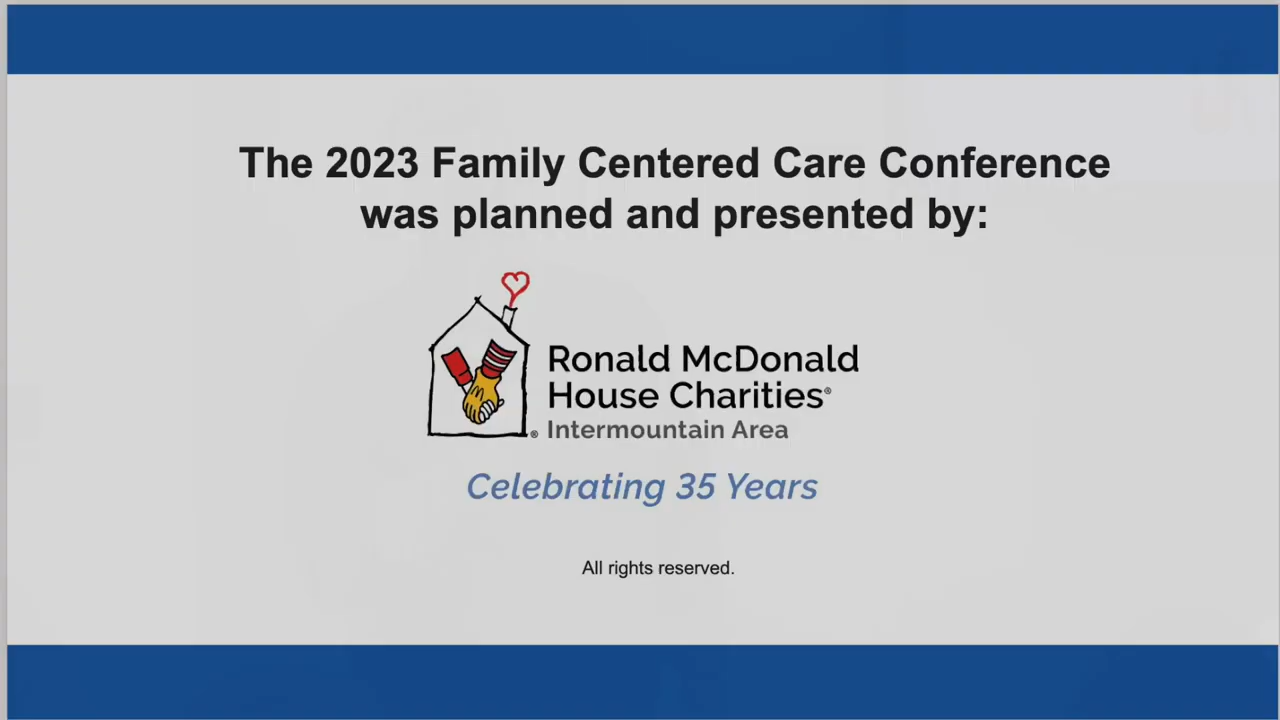 The 2023 Family Centered Care Conference
was planned and presented by:
Ronald McDonald
House Charities®
® Intermountain Area
Celebrating 35 Years
All rights reserved.